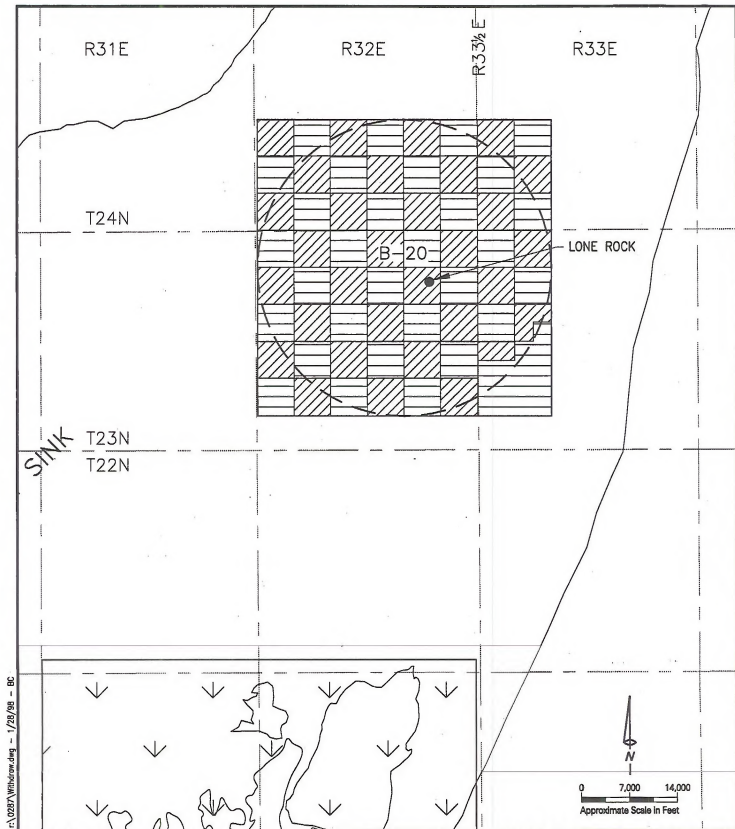 R31E
R32E
R33½E
R33E
T24N
B-20
LONE ROCK
SINK
T23N
T22N
N
0 7,000 14,000
Approximate Scale in Feet
r:\0287\Withdraw.dwg - 1/28/98 - BC